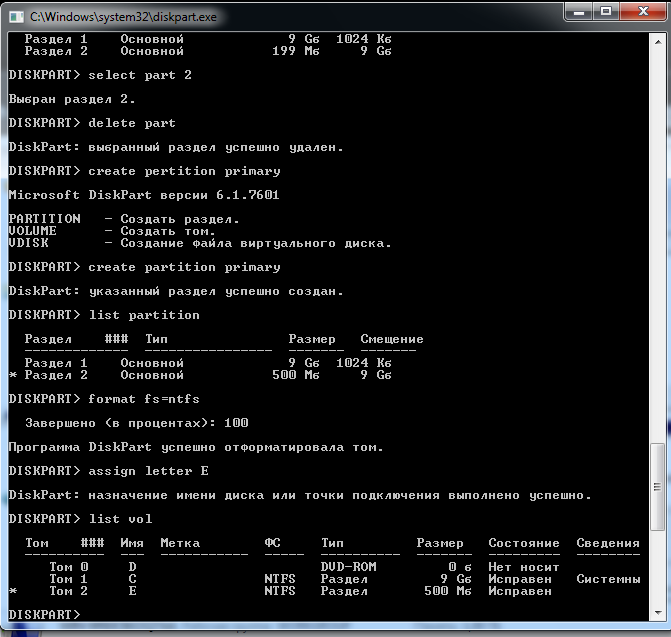 C:\Windows\system32\diskpart.exe
Раздел 1 Основной 9 Gб 1024 Kб
Раздел 2 Основной 199 Mб 9 Gб
DISKPART> select part 2
Выбран раздел 2.
DISKPART> delete part
DiskPart: выбранный раздел успешно удален.
DISKPART> create pertition primary
Microsoft DiskPart версии 6.1.7601
PARTITION - Создать раздел.
VOLUME - Создать том.
VDISK - Создание файла виртуального диска.
DISKPART> create partition primary
DiskPart: указанный раздел успешно создан.
DISKPART> list partition
Раздел ### Тип Размер Смещение
------------- ---------------- ------- -------
Раздел 1 Основной 9 Gб 1024 Kб
* Раздел 2 Основной 500 Mб 9 Gб
DISKPART> format fs=ntfs
Завершено (в процентах): 100
Программа DiskPart успешно отформатировала том.
DISKPART> assign letter E
DiskPart: назначение имени диска или точки подключения выполнено успешно.
DISKPART> list vol
Том ### Имя Метка ФС Тип Размер Состояние Сведения
---------- --- ----------- ----- ---------- ------- --------- --------
Том 0 D DVD-ROM 0 б Нет носит
Том 1 C NTFS Раздел 9 Gб Исправен Системны
* Том 2 E NTFS Раздел 500 Mб Исправен
DISKPART>